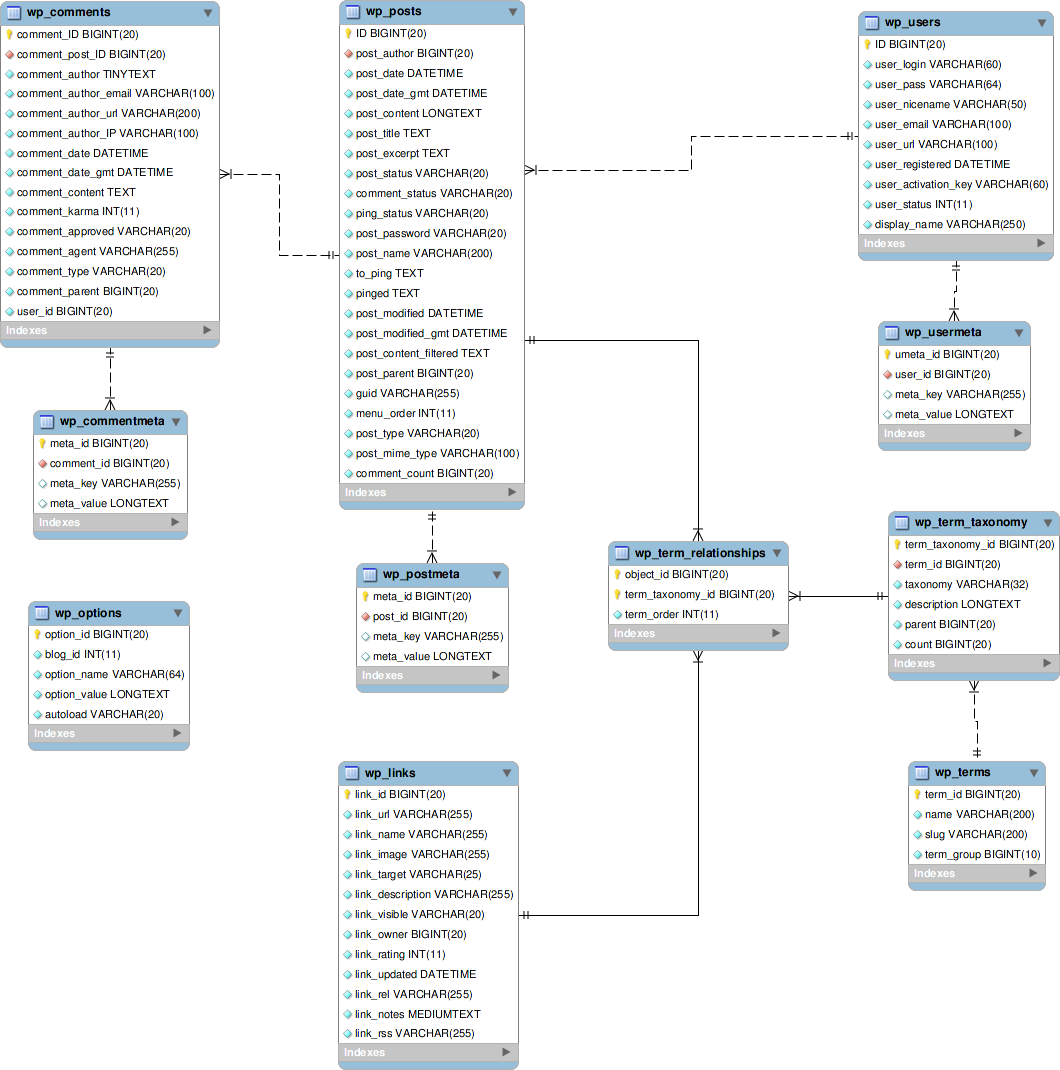 wp_comments
comment_ID BIGINT(20)
comment_post_ID BIGINT(20)
comment_author TINYTEXT
comment_author_email VARCHAR(100)
comment_author_url VARCHAR(200)
comment_author_IP VARCHAR(100)
comment_date DATETIME
comment_date_gmt DATETIME
comment_content TEXT
comment_karma INT(11)
comment_approved VARCHAR(20)
comment_agent VARCHAR(255)
comment_type VARCHAR(20)
comment_parent BIGINT(20)
user_id BIGINT(20)
Indexes
wp_commentmeta
meta_id BIGINT(20)
comment_id BIGINT(20)
meta_key VARCHAR(255)
meta_value LONGTEXT
Indexes
wp_options
option_id BIGINT(20)
blog_id INT(11)
option_name VARCHAR(64)
option_value LONGTEXT
autoload VARCHAR(20)
Indexes
wp_posts
ID BIGINT(20)
post_author BIGINT(20)
post_date DATETIME
post_date_gmt DATETIME
post_content LONGTEXT
post_title TEXT
post_excerpt TEXT
post_status VARCHAR(20)
comment_status VARCHAR(20)
ping_status VARCHAR(20)
post_password VARCHAR(20)
post_name VARCHAR(200)
to_ping TEXT
pinged TEXT
post_modified DATETIME
post_modified_gmt DATETIME
post_content_filtered TEXT
post_parent BIGINT(20)
guid VARCHAR(255)
menu_order INT(11)
post_type VARCHAR(20)
post_mime_type VARCHAR(100)
comment_count BIGINT(20)
Indexes
wp_postmeta
meta_id BIGINT(20)
post_id BIGINT(20)
meta_key VARCHAR(255)
meta_value LONGTEXT
Indexes
wp_links
link_id BIGINT(20)
link_url VARCHAR(255)
link_name VARCHAR(255)
link_image VARCHAR(255)
link_target VARCHAR(25)
link_description VARCHAR(255)
link_visible VARCHAR(20)
link_owner BIGINT(20)
link_rating INT(11)
link_updated DATETIME
link_rel VARCHAR(255)
link_notes MEDIUMTEXT
link_rss VARCHAR(255)
Indexes
wp_term_relationships
object_id BIGINT(20)
term_taxonomy_id BIGINT(20)
term_order INT(11)
Indexes
wp_users
ID BIGINT(20)
user_login VARCHAR(60)
user_pass VARCHAR(64)
user_nicename VARCHAR(50)
user_email VARCHAR(100)
user_url VARCHAR(100)
user_registered DATETIME
user_activation_key VARCHAR(60)
user_status INT(11)
display_name VARCHAR(250)
Indexes
wp_usermeta
umeta_id BIGINT(20)
user_id BIGINT(20)
meta_key VARCHAR(255)
meta_value LONGTEXT
Indexes
wp_term_taxonomy
term_taxonomy_id BIGINT(20)
term_id BIGINT(20)
taxonomy VARCHAR(32)
description LONGTEXT
parent BIGINT(20)
count BIGINT(20)
Indexes
wp_terms
term_id BIGINT(20)
name VARCHAR(200)
slug VARCHAR(200)
term_group BIGINT(10)
Indexes